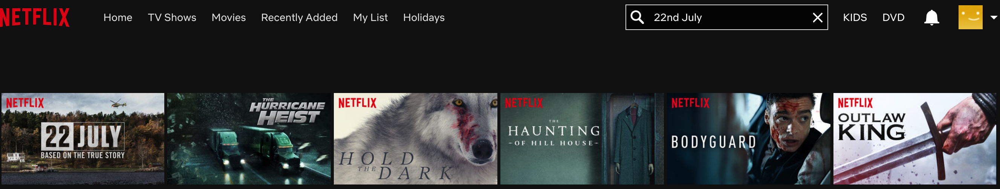 NETFLIX
Home TV Shows Movies Recently Added My List Holidays
22nd July
KIDS DVD
NETFLIX
22 JULY
BASED ON THE TRUE STORY
THE
HURRICANE
HEIST
NETFLIX
HOLD
THE DARK
NETFLIX
THE
HAUNTING
-OF HILL HOUSE-
NETFLIX
BODYGUARD
NETFLIX
OUTLAW
KING